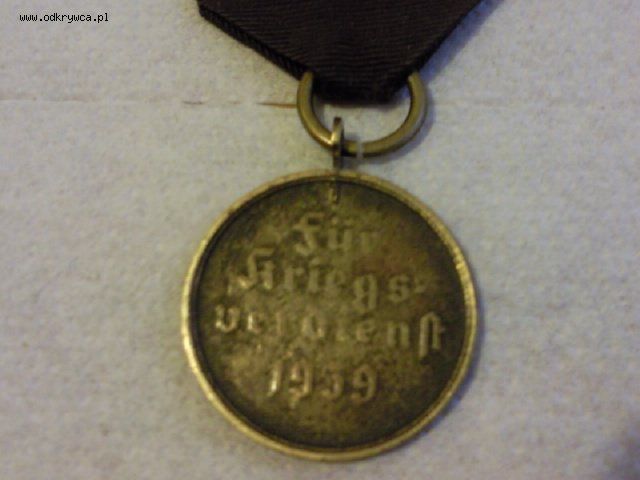 www.odkrywca.pl
Für
Kriegs-
verdienst
1939